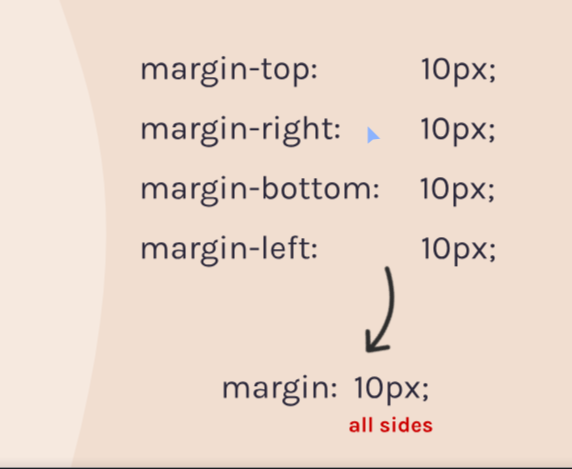 margin-top: 10px;
margin-right: 10px;
margin-bottom: 10px;
margin-left: 10px;
margin: 10px;
all sides